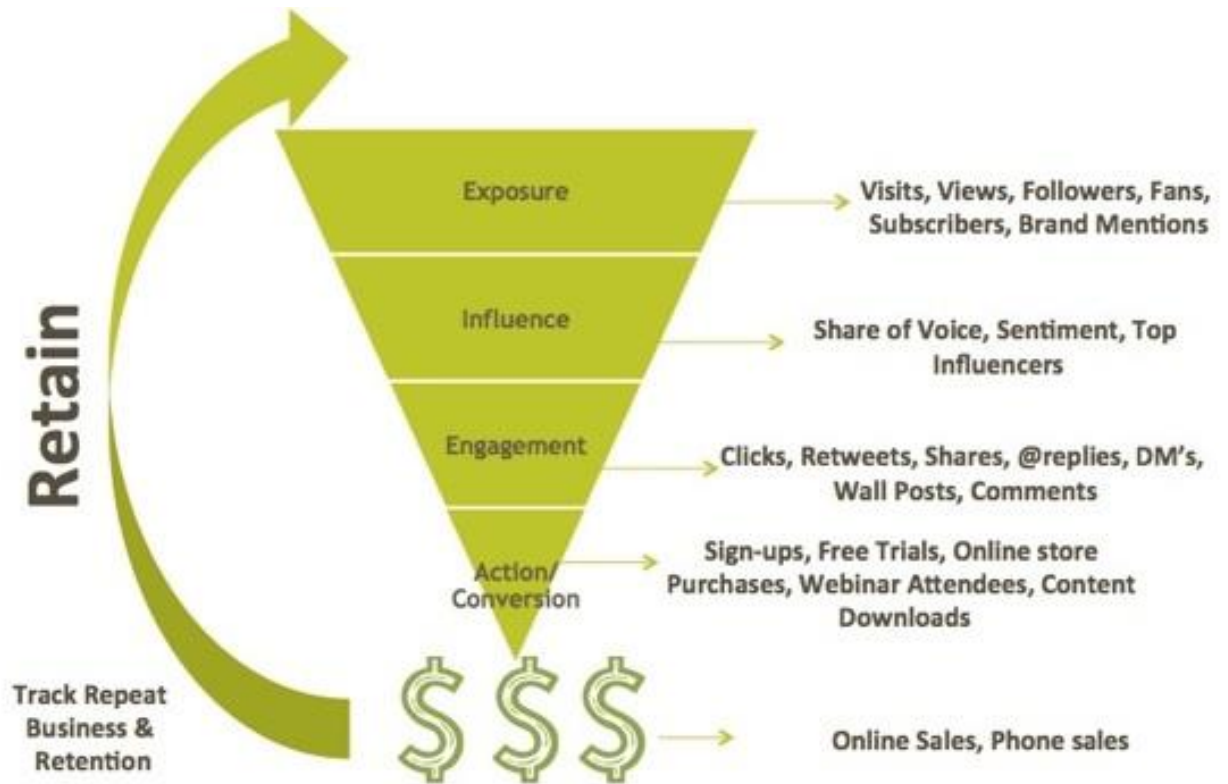 Exposure
Visits, Views, Followers, Fans,
Subscribers, Brand Mentions
Influence
Share of Voice, Sentiment, Top
Influencers
Retain
Engagement
Clicks, Retweets, Shares, @replies, DM's,
Wall Posts, Comments
Action/
Conversion
Sign-ups, Free Trials, Online store
Purchases, Webinar Attendees, Content
Downloads
Track Repeat
Business &
Retention
$ $ $
Online Sales, Phone sales